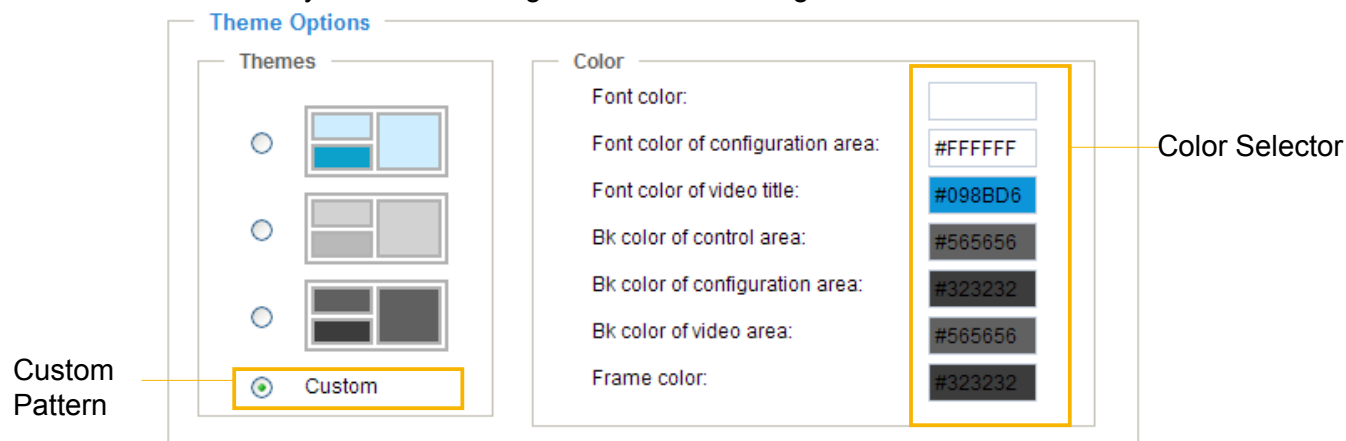 Theme Options
Themes
Color
Font color:
Font color of configuration area: #FFFFFF
Font color of video title: #098BD6
Bk color of control area: #565656
Bk color of configuration area: #323232
Bk color of video area: #565656
Frame color: #323232
Custom
Color Selector
Custom
Pattern